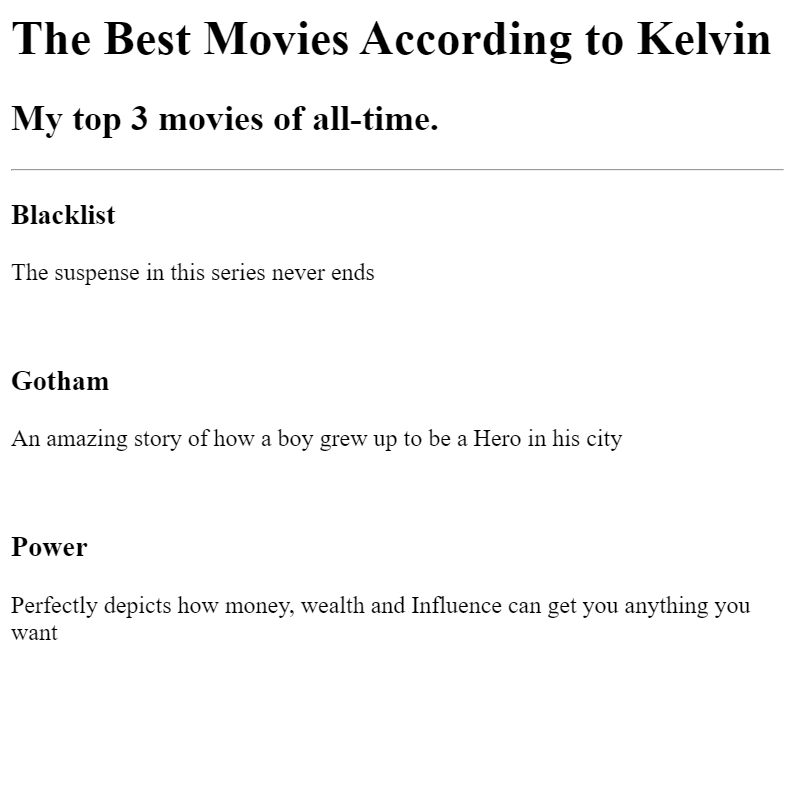 The Best Movies According to Kelvin
My top 3 movies of all-time.
Blacklist
The suspense in this series never ends
Gotham
An amazing story of how a boy grew up to be a Hero in his city
Power
Perfectly depicts how money, wealth and Influence can get you anything you
want